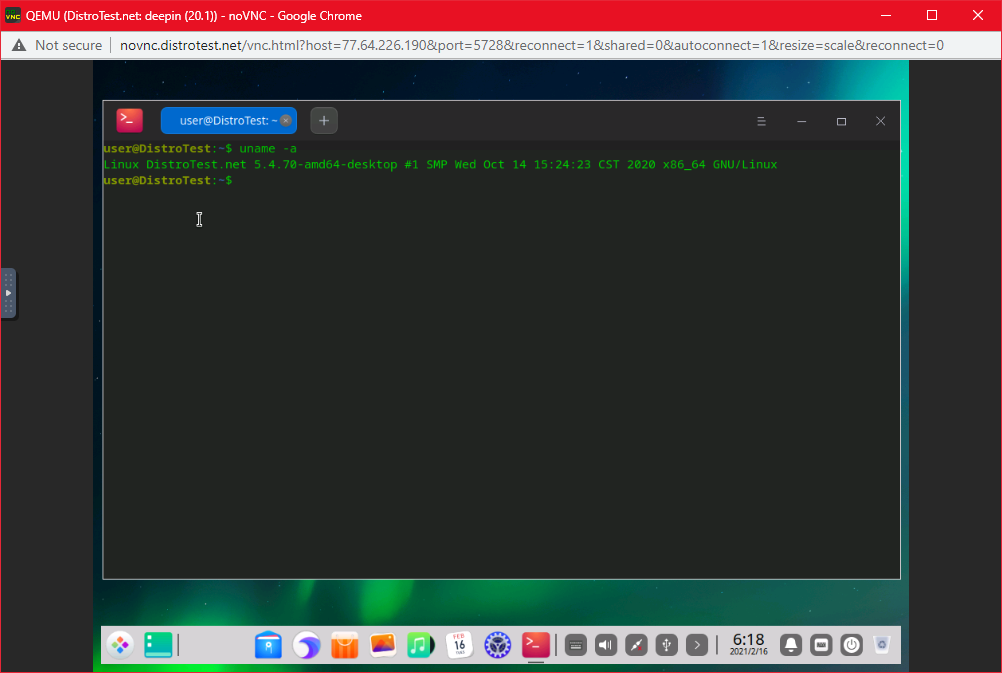 QEMU (DistroTest.net: deepin (20.1)) - noVNC - Google Chrome
Not secure novnc.distrotest.net/vnc.html?host=77.64.226.190&port=5728&reconnect=1&shared=0&autoconnect=1&resize=scale&reconnect=0
user@DistroTest: ~
user@DistroTest:~$ uname -a
Linux DistroTest.net 5.4.70-amd64-desktop #1 SMP Wed Oct 14 15:24:23 CST 2020 x86_64 GNU/Linux
user@DistroTest:~$
FEB
16
6:18
2021/2/16